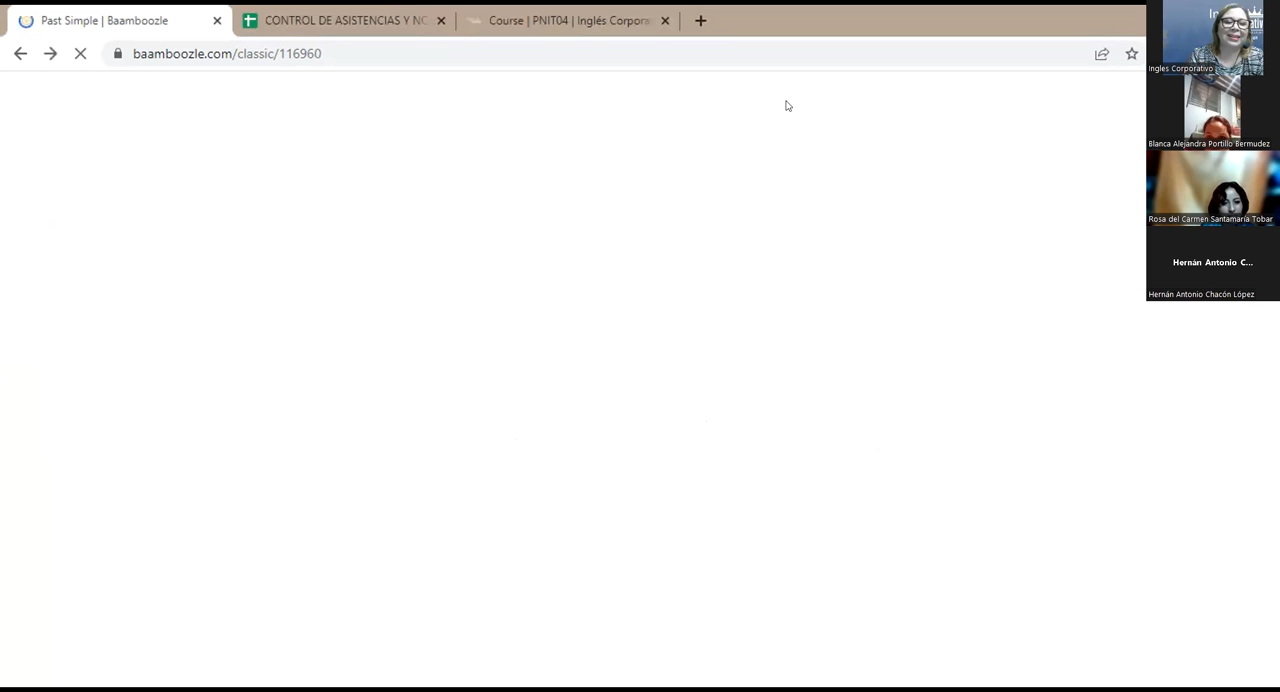 Past Simple | Baamboozle
CONTROL DE ASISTENCIAS Y NO
Course | PNIT04 | Inglés Corpora
baamboozle.com/classic/116960
Ingles Corporativo
Blanca Alejandra Portillo Bermudez
Rosa del Carmen Santamaría Tobar
Hernán Antonio C...
Hernán Antonio Chacón López